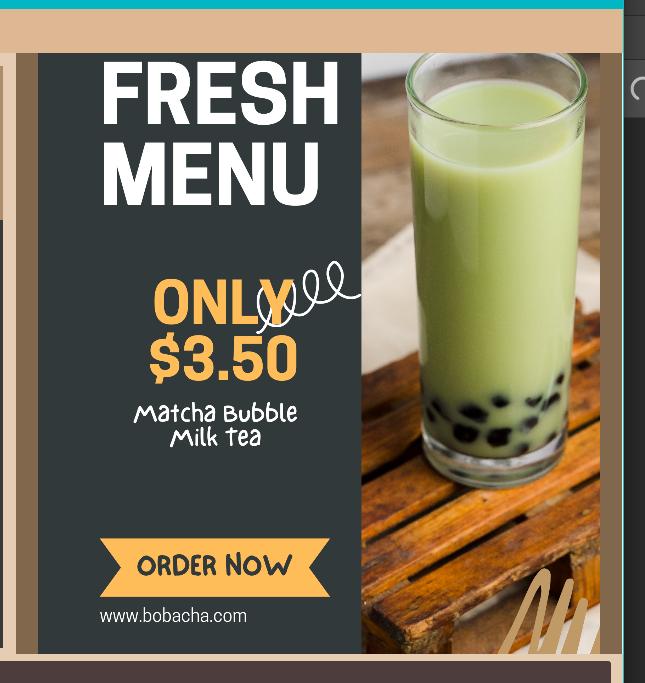 FRESH
MENU
ONLY
$3.50
Matcha Bubble
Milk Tea
ORDER NOW
www.bobacha.com